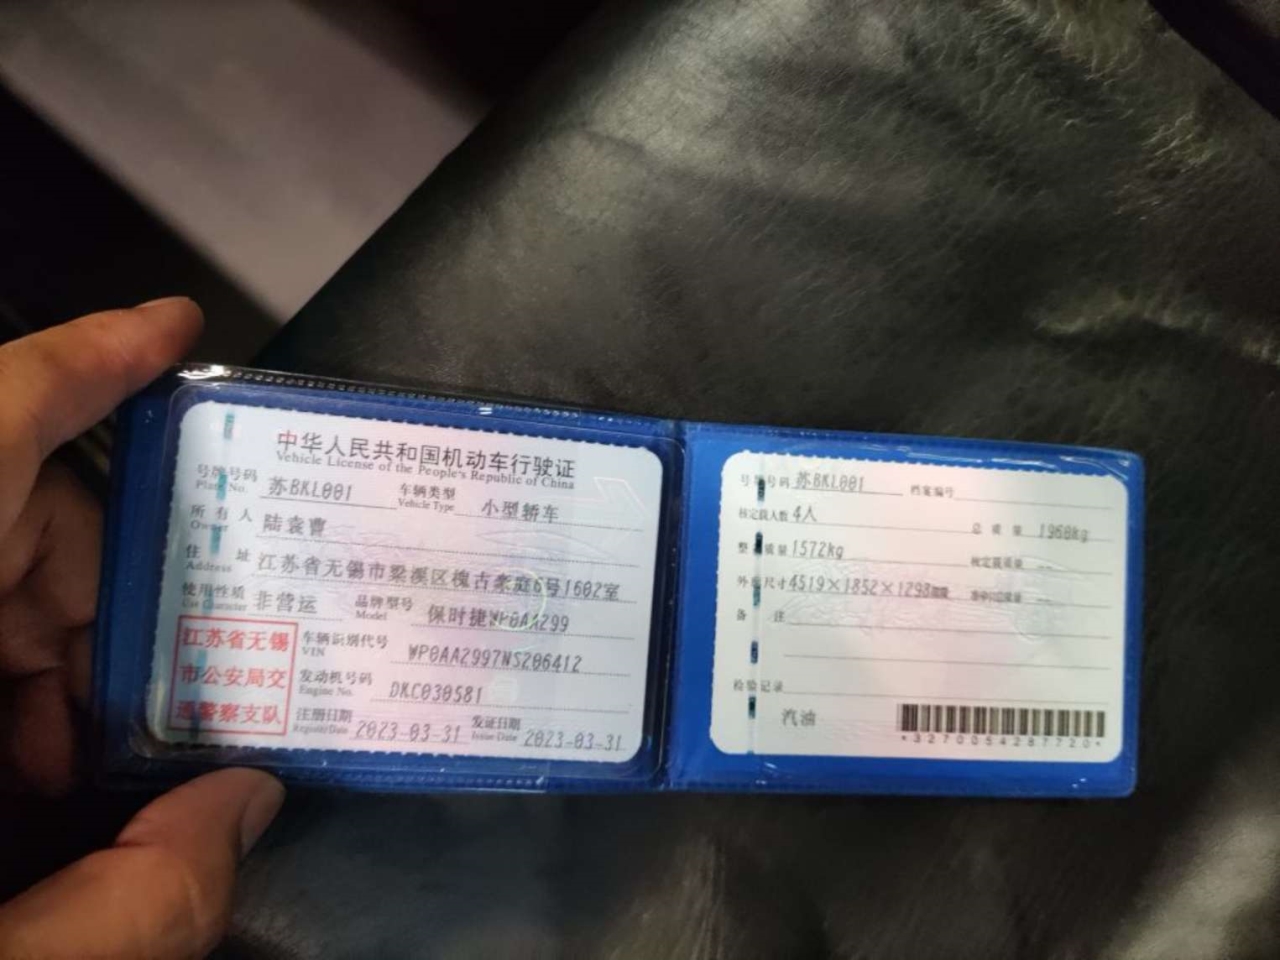 中华人民共和国机动车行驶证
Vehicle License of the People's Republic of China
号牌号码 苏BKL001 车辆类型 小型轿车
Plate No. Vehicle Type
所有人 陆袁曹
Owner
住址 江苏省无锡市梁溪区槐古豪庭6号1602室
Address
使用性质 非营运 品牌型号 保时捷WP0AA299
Use Character Model
江苏省无锡
市公安局交
通警察支队
车辆识别代号 WP0AA2997NS206412
VIN
发动机号码 DKC030581
Engine No.
注册日期 2023-03-31 发证日期 2023-03-31
Register Date Issue Date
号牌号码 苏BKL001 档案编号
核定载人数 4人 总质量 1960kg
整备质量 1572kg 核定载质量 --
外廓尺寸 4519×1852×1298mm --
备注
检验记录
汽油
*3270054287720*